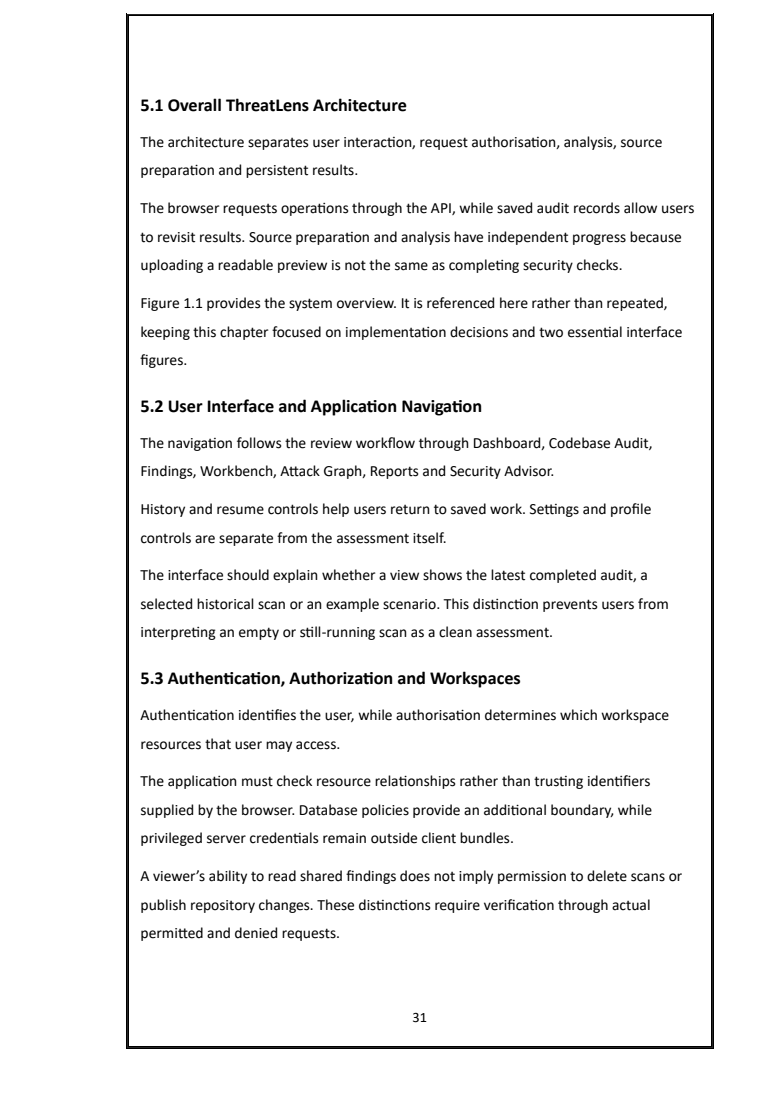 5.1 Overall ThreatLens Architecture
The architecture separates user interaction, request authorisation, analysis, source
preparation and persistent results.
The browser requests operations through the API, while saved audit records allow users
to revisit results. Source preparation and analysis have independent progress because
uploading a readable preview is not the same as completing security checks.
Figure 1.1 provides the system overview. It is referenced here rather than repeated,
keeping this chapter focused on implementation decisions and two essential interface
figures.
5.2 User Interface and Application Navigation
The navigation follows the review workflow through Dashboard, Codebase Audit,
Findings, Workbench, Attack Graph, Reports and Security Advisor.
History and resume controls help users return to saved work. Settings and profile
controls are separate from the assessment itself.
The interface should explain whether a view shows the latest completed audit, a
selected historical scan or an example scenario. This distinction prevents users from
interpreting an empty or still-running scan as a clean assessment.
5.3 Authentication, Authorization and Workspaces
Authentication identifies the user, while authorisation determines which workspace
resources that user may access.
The application must check resource relationships rather than trusting identifiers
supplied by the browser. Database policies provide an additional boundary, while
privileged server credentials remain outside client bundles.
A viewer’s ability to read shared findings does not imply permission to delete scans or
publish repository changes. These distinctions require verification through actual
permitted and denied requests.
31